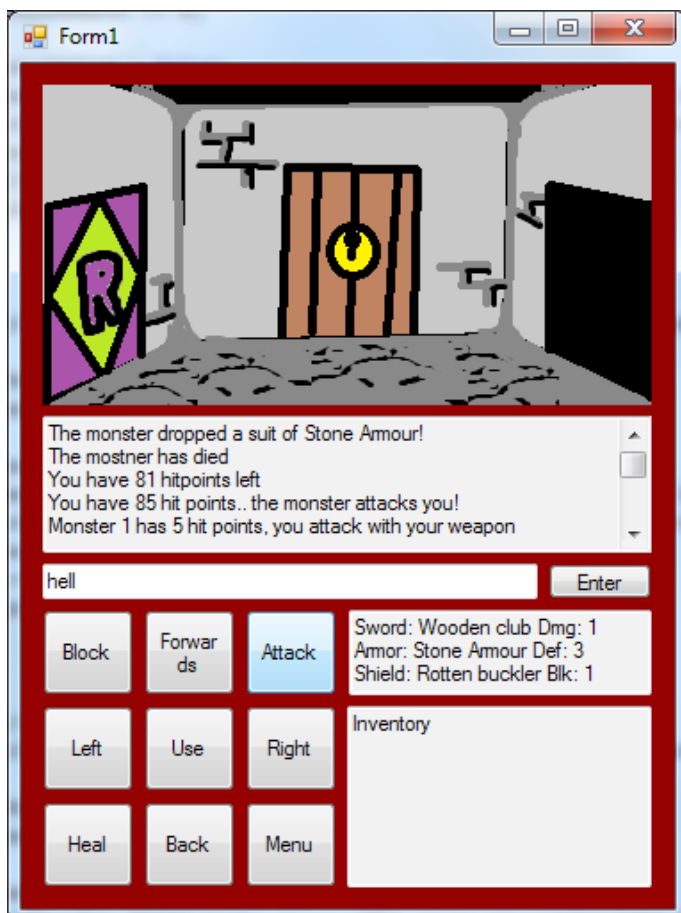 Form1
R
The monster dropped a suit of Stone Armour!
The mostner has died
You have 81 hitpoints left
You have 85 hit points.. the monster attacks you!
Monster 1 has 5 hit points, you attack with your weapon
hell
Enter
Block
Forwar
ds
Attack
Sword: Wooden club Dmg: 1
Armor: Stone Armour Def: 3
Shield: Rotten buckler Blk: 1
Left
Use
Right
Inventory
Heal
Back
Menu